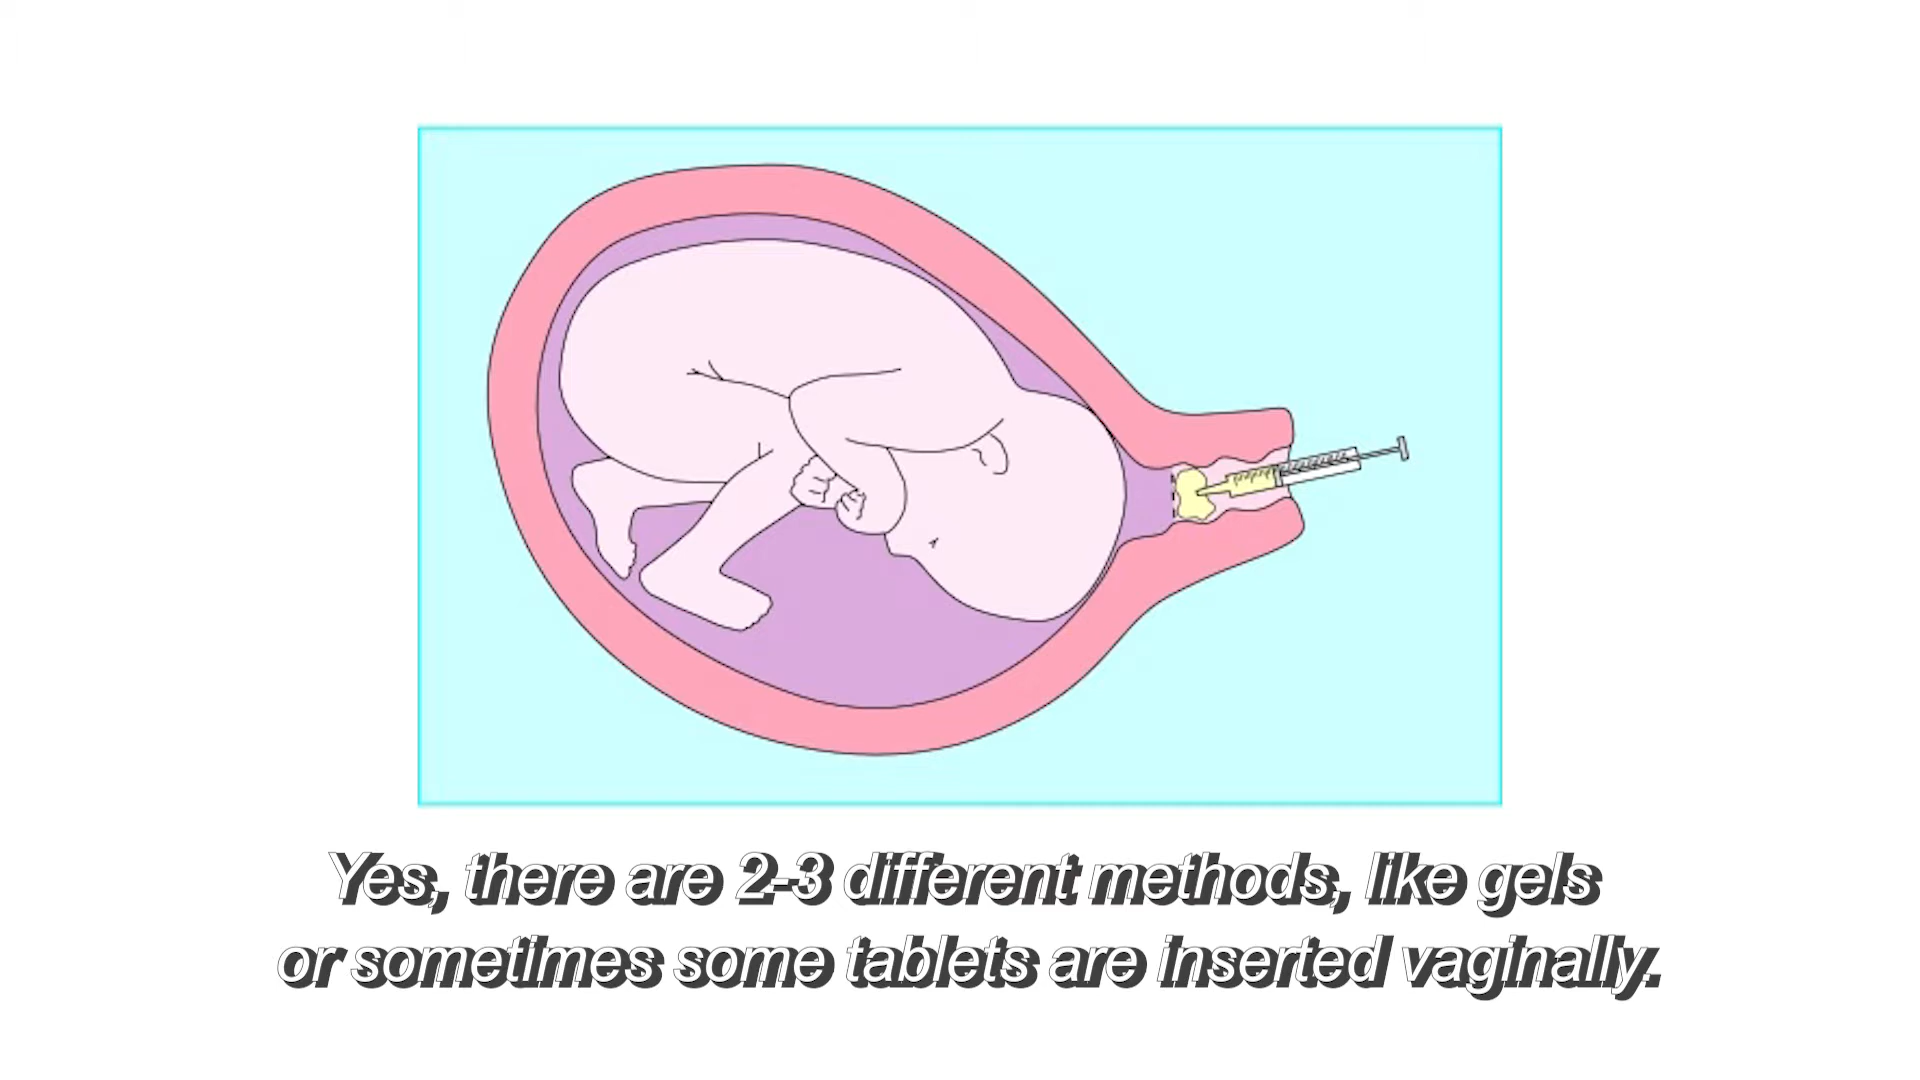 Yes, there are 2-3 different methods, like gels
or sometimes some tablets are inserted vaginally.